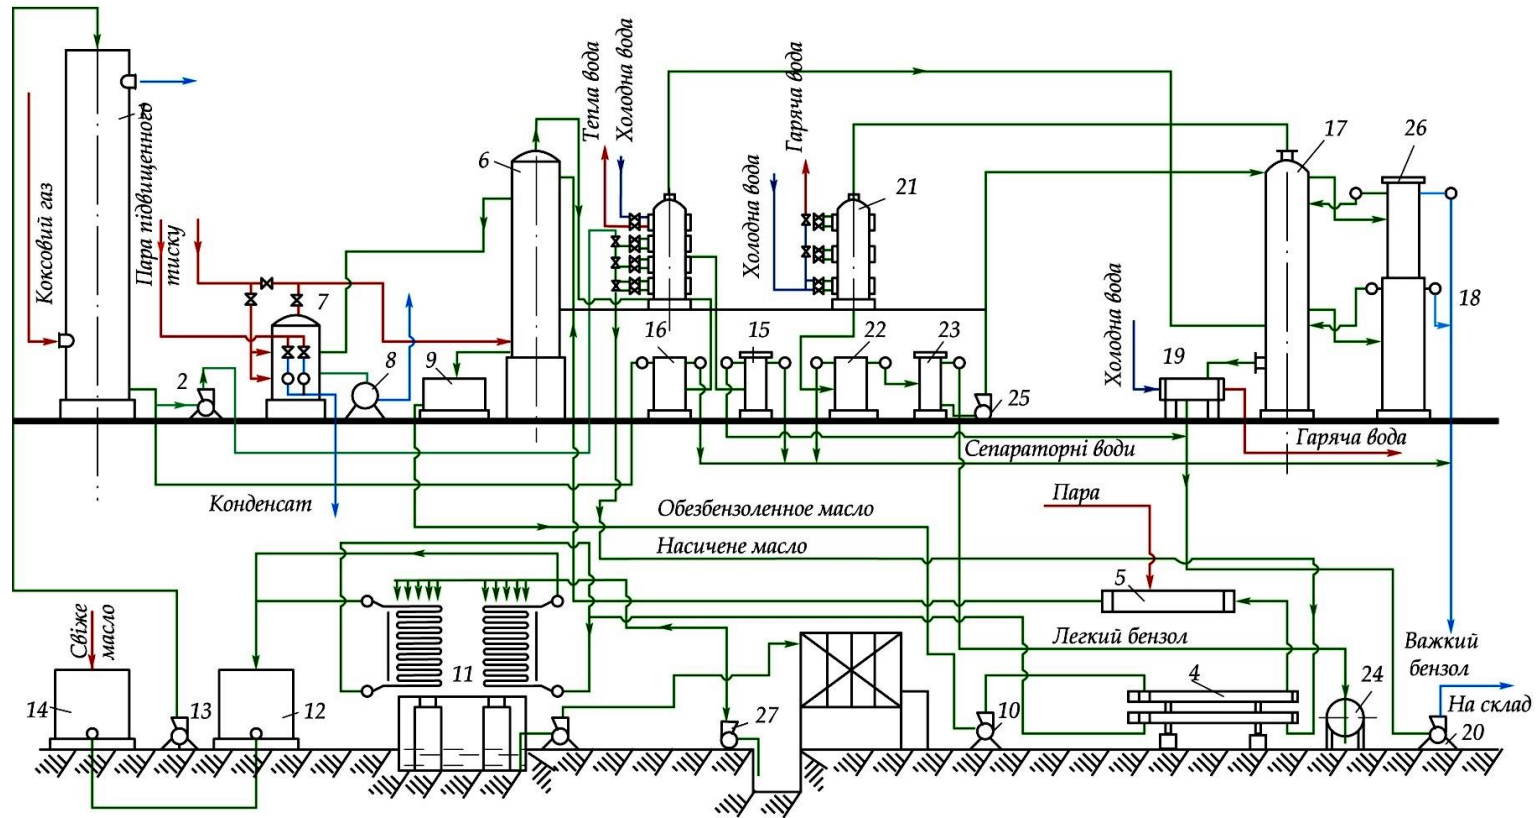 Коксовий газ
1
Пара підвищенного
тиску
2
7
8
9
6
Тепла вода
Холодна вода
16
15
Холодна вода
Гаряча вода
21
22
23
25
17
26
18
Холодна вода
19
Гаряча вода
Сепараторні води
Конденсат
Обезбензоленное масло
Насичене масло
Пара
5
Легкий бензол
Важкий
бензол
На склад
Свіже
масло
14
13
12
11
27
10
4
24
20